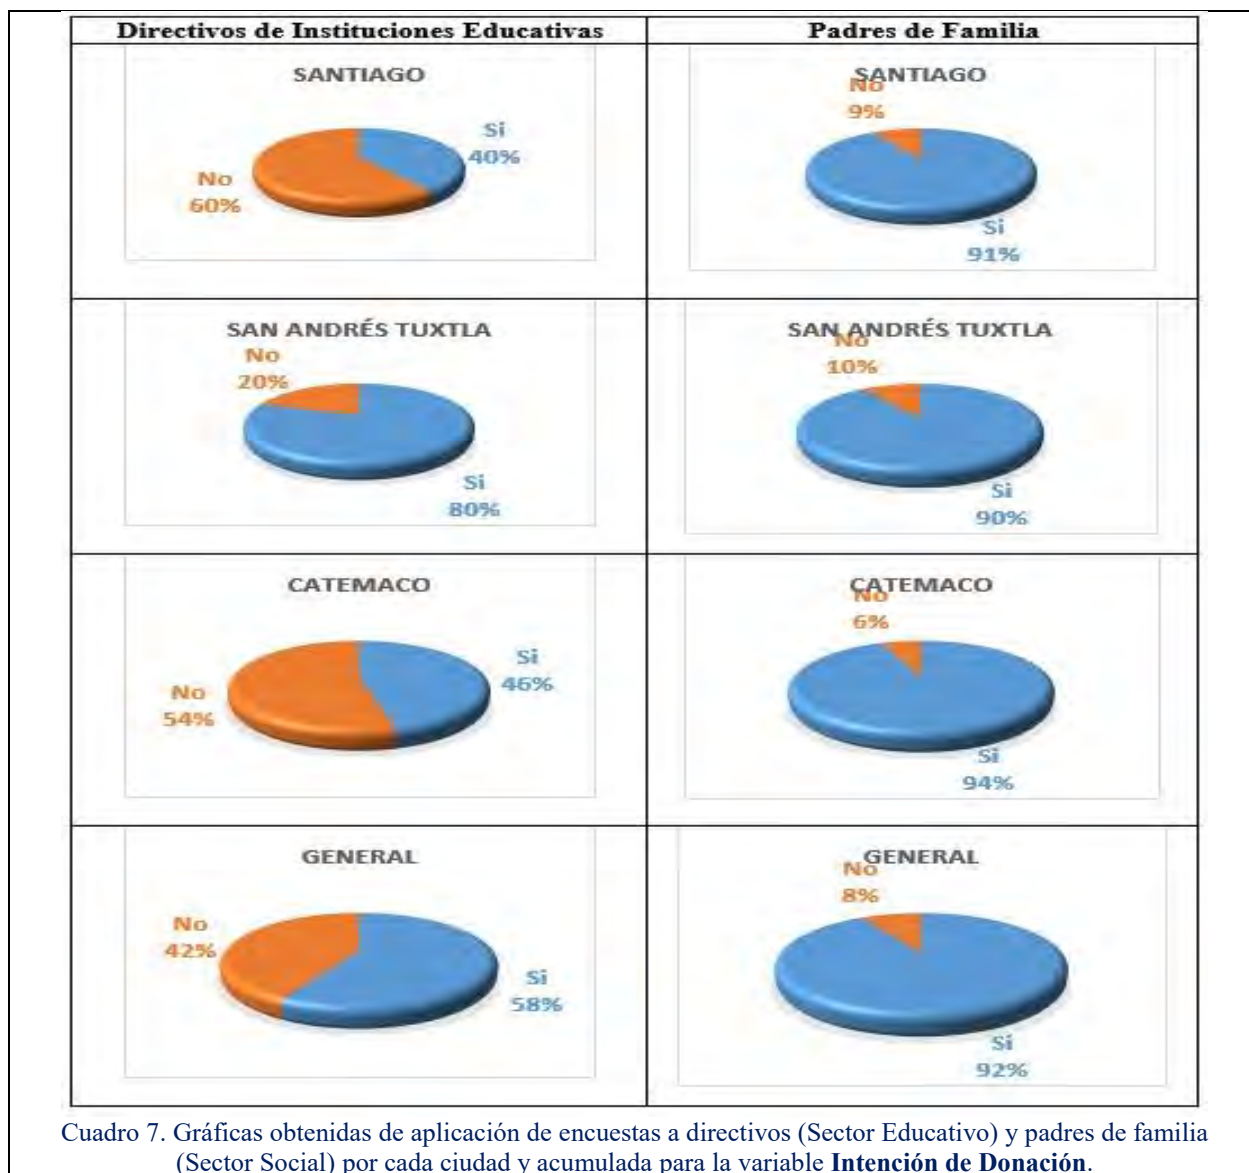 Directivos de Instituciones Educativas
Padres de Familia
SANTIAGO
Si
40%
No
60%
SANTIAGO
No
9%
Si
91%
SAN ANDRÉS TUXTLA
No
20%
Si
80%
SAN ANDRÉS TUXTLA
No
10%
Si
90%
CATEMACO
Si
46%
No
54%
CATEMACO
No
6%
Si
94%
GENERAL
No
42%
Si
58%
GENERAL
No
8%
Si
92%
Cuadro 7. Gráficas obtenidas de aplicación de encuestas a directivos (Sector Educativo) y padres de familia
(Sector Social) por cada ciudad y acumulada para la variable Intención de Donación.